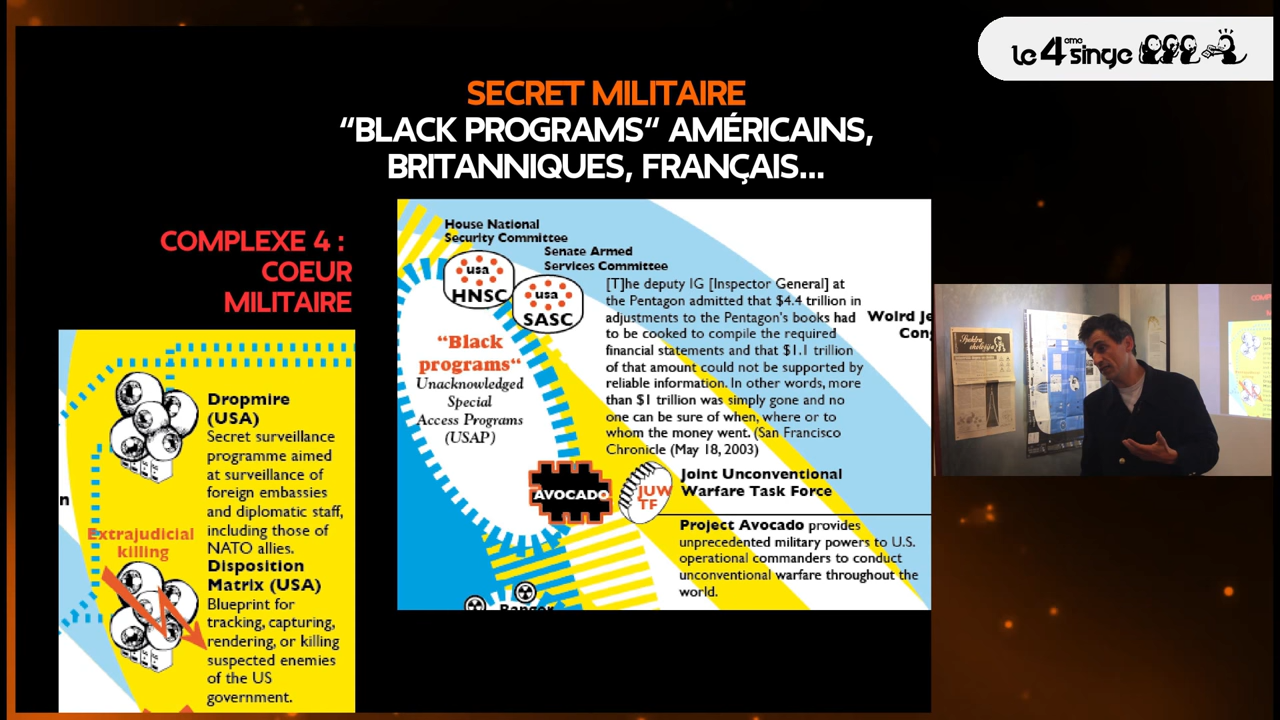 le 4ème singe
SECRET MILITAIRE
“BLACK PROGRAMS“ AMÉRICAINS,
BRITANNIQUES, FRANÇAIS...
COMPLEXE 4 :
COEUR
MILITAIRE
n
Dropmire
(USA)
Secret surveillance
programme aimed
at surveillance of
foreign embassies
and diplomatic staff,
including those of
NATO allies.
Extrajudicial
killing
Disposition
Matrix (USA)
Blueprint for
tracking, capturing,
rendering, or killing
suspected enemies
of the US
government.
House National
Security Committee
Senate Armed
Services Committee
usa
HNSC
usa
SASC
“Black
programs“
Unacknowledged
Special
Access Programs
(USAP)
[T]he deputy IG [Inspector General] at
the Pentagon admitted that $4.4 trillion in
adjustments to the Pentagon's books had
to be cooked to compile the required
financial statements and that $1.1 trillion
of that amount could not be supported by
reliable information. In other words, more
than $1 trillion was simply gone and no
one can be sure of when, where or to
whom the money went. (San Francisco
Chronicle (May 18, 2003)
Woird Je
Con
AVOCADO
JUW
TF
Joint Unconventional
Warfare Task Force
Project Avocado provides
unprecedented military powers to U.S.
operational commanders to conduct
unconventional warfare throughout the
world.